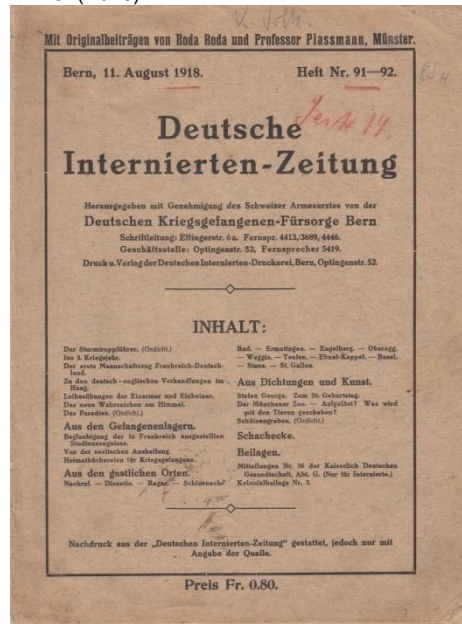 Mit Originalbeiträgen von Roda Roda und Professor Plassmann, Münster.
Bern, 11. August 1918.
Heft Nr. 91—92.
Deutsche
Internierten-Zeitung
Herausgegeben mit Genehmigung des Schweizer Armeearztes von der
Deutschen Kriegsgefangenen-Fürsorge Bern
Schriftleitung: Effingerstr. 6a. Fernspr. 4413/3689, 4446.
Geschäftsstelle: Optingenstr. 52, Fernsprecher 5419.
Druck u. Verlag der Deutschen Internierten-Druckerei, Bern, Optingenstr. 52.
INHALT:
Der Sturmtruppführer. (Gedicht.)
Ins 5. Kriegsjahr.
Der erste Mannschaftszug Frankreich-Deutsch-
land.
Zu den deutsch-englischen Verhandlungen im
Haag.
Leibesübungen der Einarmer und Einbeiner.
Das neue Wahrzeichen am Himmel.
Das Paradies. (Gedicht.)
Aus den Gefangenenlagern.
Beglaubigung der in Frankreich ausgestellten
Studienzeugnisse.
Von der seelischen Ausheilung.
Heimatbüchereien für Kriegsgefangene.
Aus den gastlichen Orten.
Nachruf. — Disentis. — Ragaz. Schinznach
Bad. — Ermatingen. — Engelberg. — Oberegg.
— Weggis. — Teufen. — Ebnat-Kappel. — Basel.
— Stans. — St. Gallen.
Aus Dichtungen und Kunst.
Stefan George. Zum 50. Geburtstag.
Der Münchener Zoo. — Aufgelöst? Was wird
mit den Tieren geschehen?
Schützengraben. (Gedicht.)
Schachecke.
Beilagen.
Mitteilungen Nr. 38 der Kaiserlich Deutschen
Gesandtschaft. Abt. G. (Nur für Internierte.)
Kolonialbeilage Nr. 3.
Nachdruck aus der „Deutschen Internierten-Zeitung" gestattet, jedoch nur mit
Angabe der Quelle.
Preis Fr. 0.80.